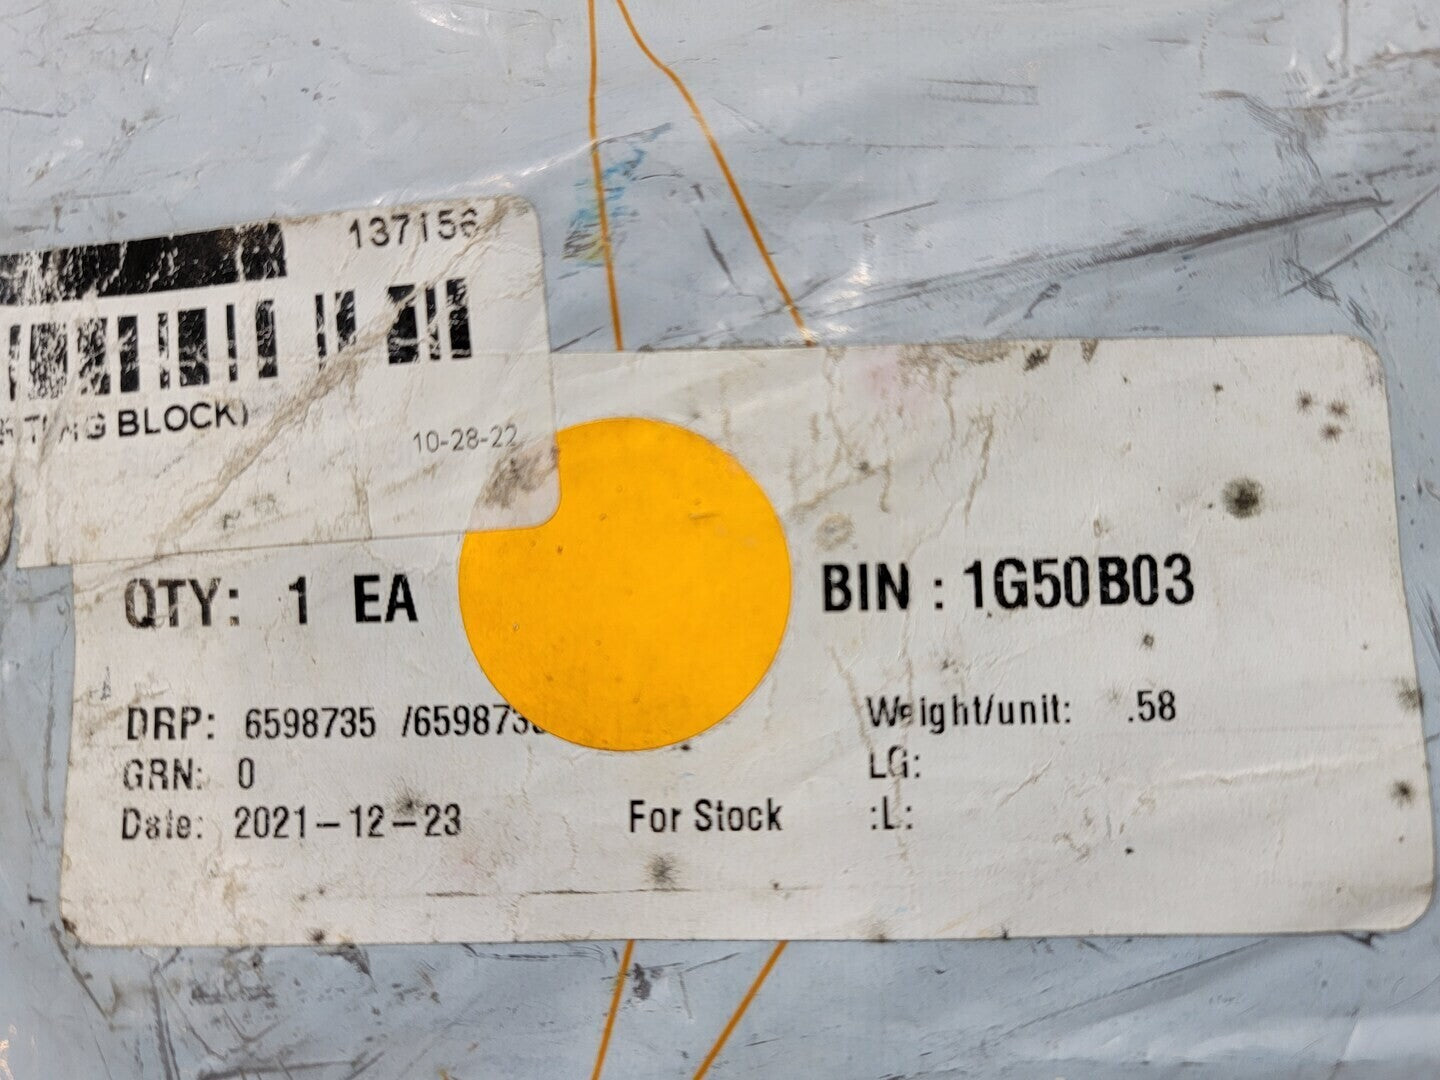 137156
BLOCK)
10-28-22
QTY: 1 EA
BIN : 1G50B03
DRP: 6598735 /659873
Weight/unit: .58
GRN: 0
LG:
Date: 2021-12-23
For Stock
:L: